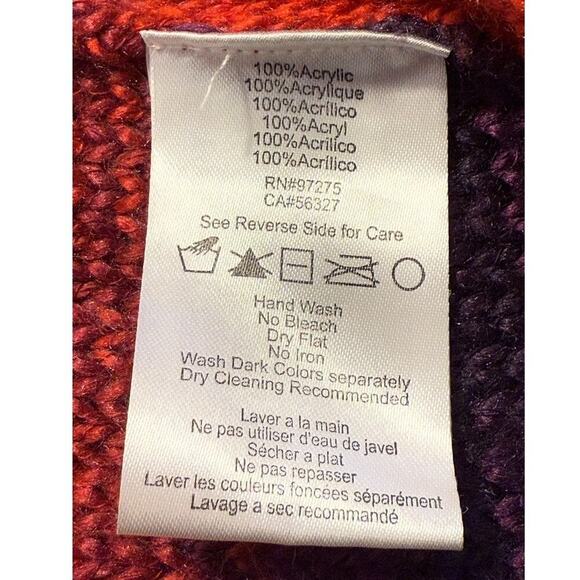 100%Acrylic
100%Acrylique
100%Acrílico
100%Acryl
100%Acrilico
100%Acrílico
RN#97275
CA#56327
See Reverse Side for Care
Hand Wash
No Bleach
Dry Flat
No Iron
Wash Dark Colors separately
Dry Cleaning Recommended
Laver a la main
Ne pas utiliser d'eau de javel
Sécher a plat
Ne pas repasser
Laver les couleurs foncées séparément
Lavage a sec recommandé